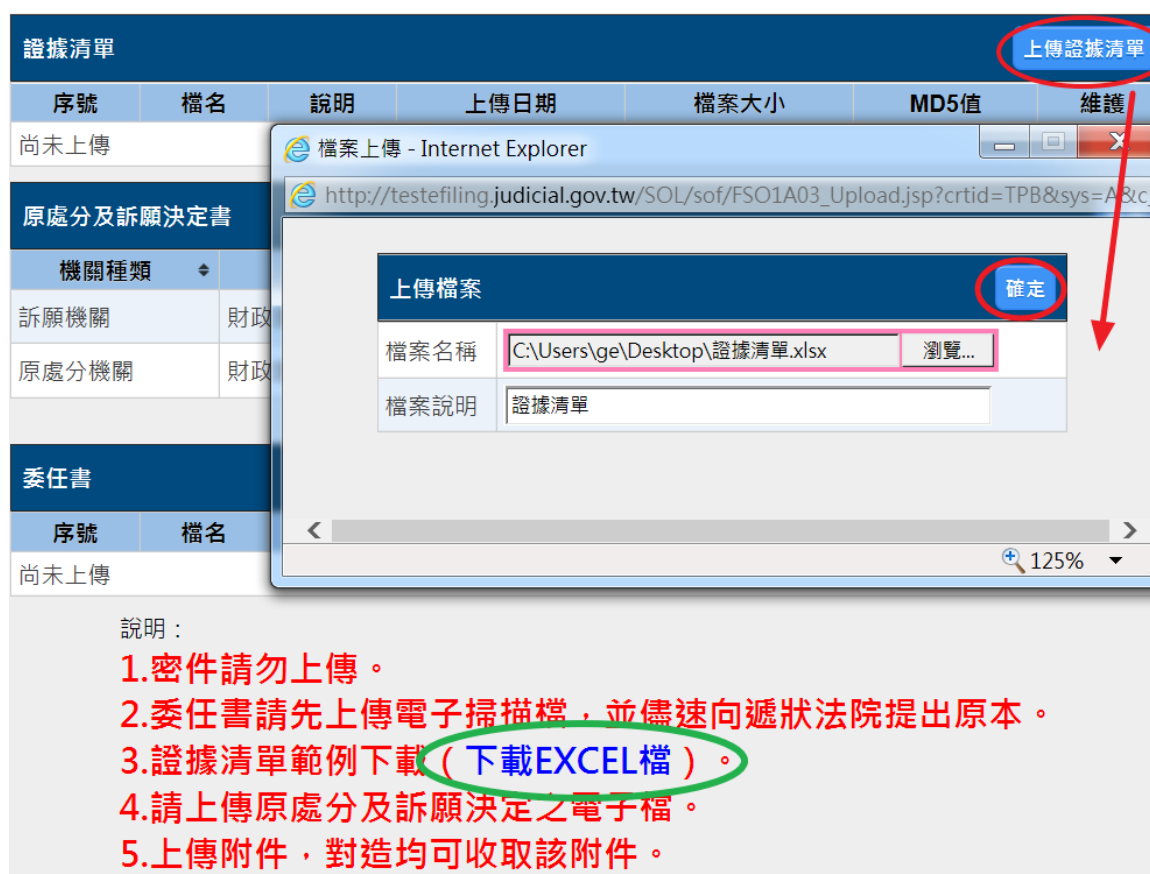 證據清單
上傳證據清單
序號 檔名 說明 上傳日期 檔案大小 MD5值 維護
尚未上傳
檔案上傳 - Internet Explorer
http://testefiling.judicial.gov.tw/SOL/sof/FSO1A03_Upload.jsp?crtid=TPB&sys=A&c_
原處分及訴願決定書
機關種類
訴願機關 財政
原處分機關 財政
上傳檔案 確定
檔案名稱 C:\Users\ge\Desktop\證據清單.xlsx 瀏覽...
檔案說明 證據清單
委任書
序號 檔名
尚未上傳
125%
說明：
1.密件請勿上傳。
2.委任書請先上傳電子掃描檔，並儘速向遞狀法院提出原本。
3.證據清單範例下載（下載EXCEL檔）。
4.請上傳原處分及訴願決定之電子檔。
5.上傳附件，對造均可收取該附件。